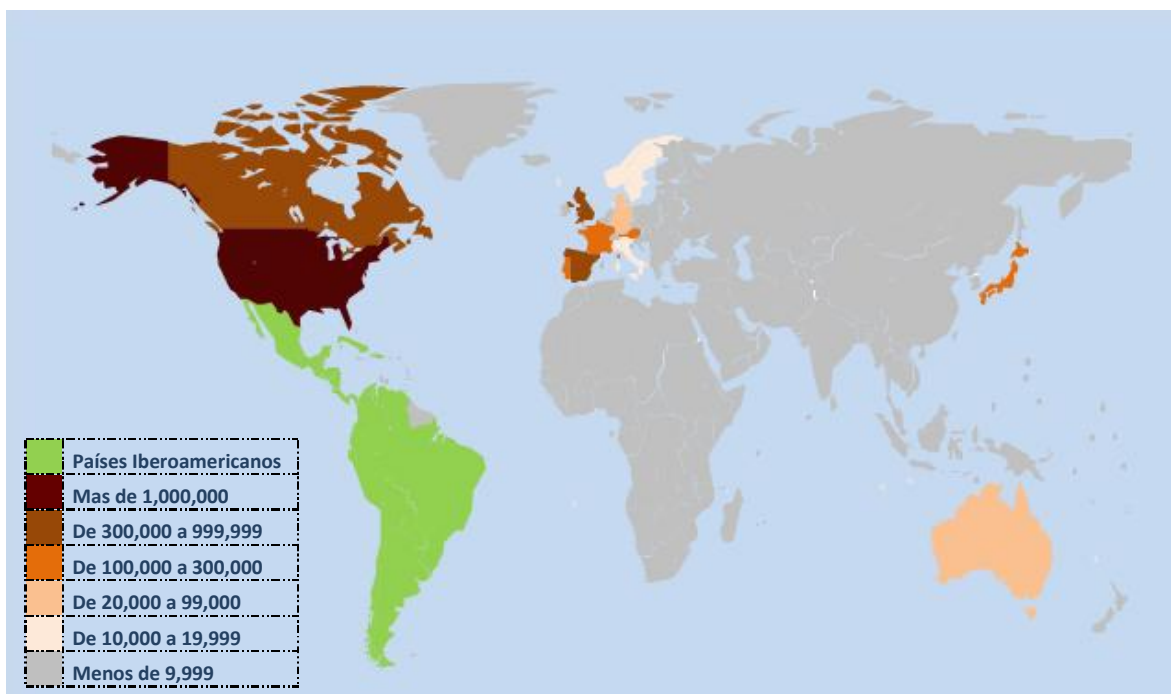 Países Iberoamericanos
Mas de 1,000,000
De 300,000 a 999,999
De 100,000 a 300,000
De 20,000 a 99,000
De 10,000 a 19,999
Menos de 9,999